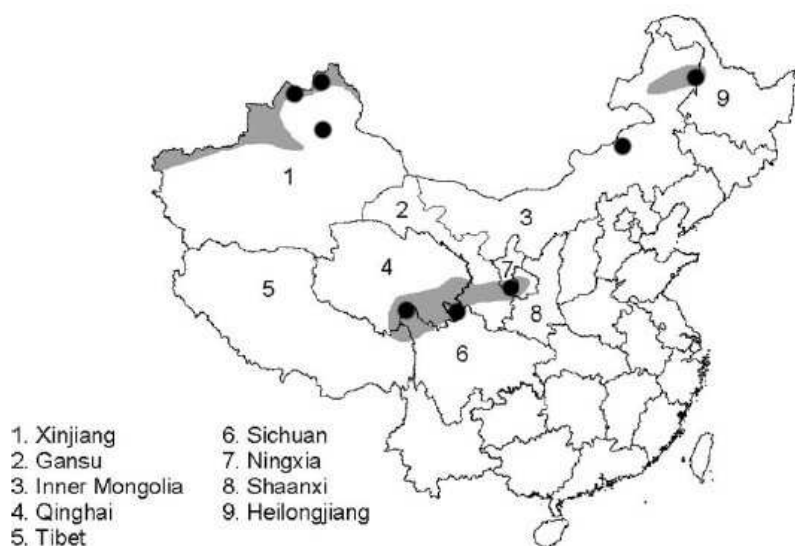 9
1
2
3
4
7
5
8
6
1. Xinjiang
2. Gansu
3. Inner Mongolia
4. Qinghai
5. Tibet
6. Sichuan
7. Ningxia
8. Shaanxi
9. Heilongjiang